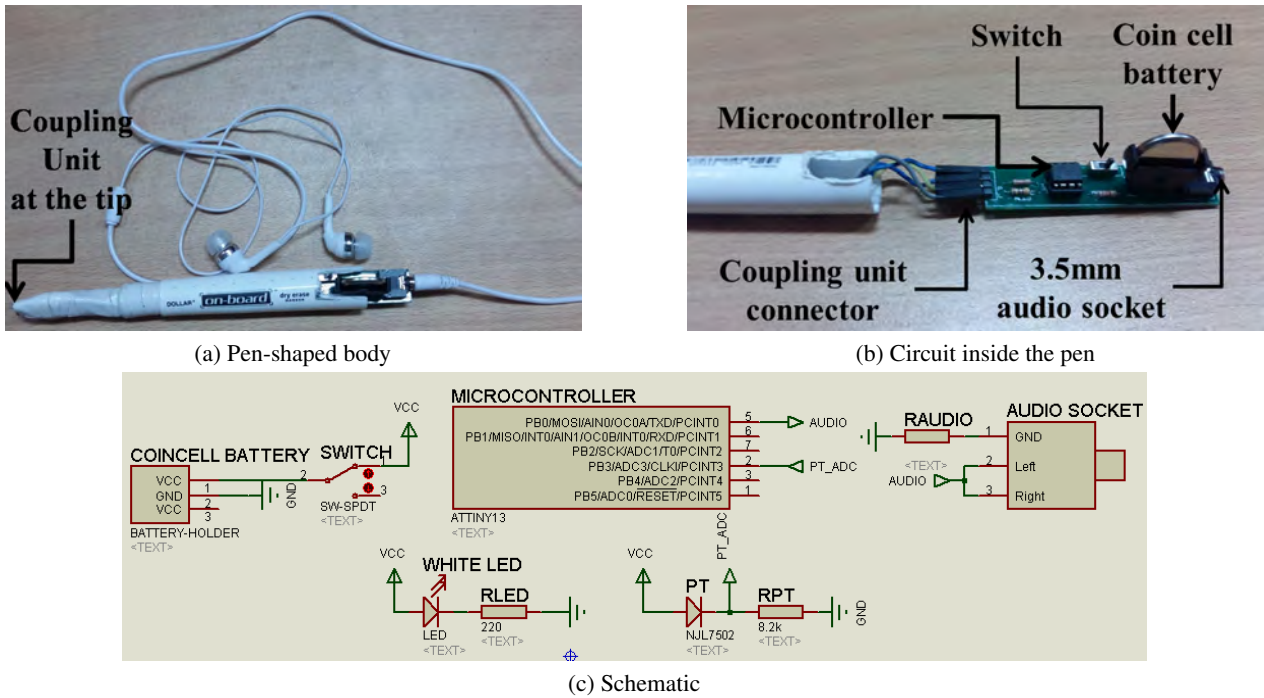 Coupling
Unit
at the tip
DOLLAR
on-board
dry erase
(a) Pen-shaped body
Switch
Coin cell
battery
Microcontroller
Coupling unit
connector
3.5mm
audio socket
(b) Circuit inside the pen
COINCELL BATTERY
VCC
GND
VCC
1
2
3
BATTERY-HOLDER
<TEXT>
GND
SWITCH
VCC
2
1
3
SW-SPDT
<TEXT>
MICROCONTROLLER
PB0/MOSI/AIN0/OC0A/TXD/PCINT0
PB1/MISO/INT0/AIN1/OC0B/INT0/RXD/PCINT1
PB2/SCK/ADC1/T0/PCINT2
PB3/ADC3/CLKI/PCINT3
PB4/ADC2/PCINT4
PB5/ADC0/RESET/PCINT5
5
6
7
2
3
1
AUDIO
PT_ADC
ATTINY13
<TEXT>
RAUDIO
<TEXT>
AUDIO
AUDIO SOCKET
1
2
3
GND
Left
Right
VCC
WHITE LED
LED
<TEXT>
RLED
220
<TEXT>
VCC
PT
NJL7502
<TEXT>
PT_ADC
RPT
8.2k
<TEXT>
GND
(c) Schematic